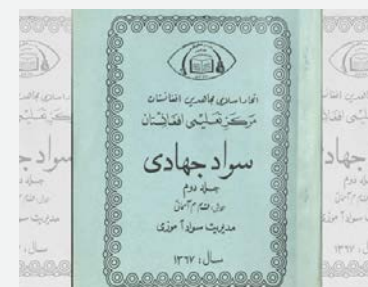 اتحاد اسلامی مجاهدین افغانستان
مرکز تعلیمی افغانستان
سواد جهادی
جلد دوم
مدیریت سواد آموزی
سال: ۱۳۶۷